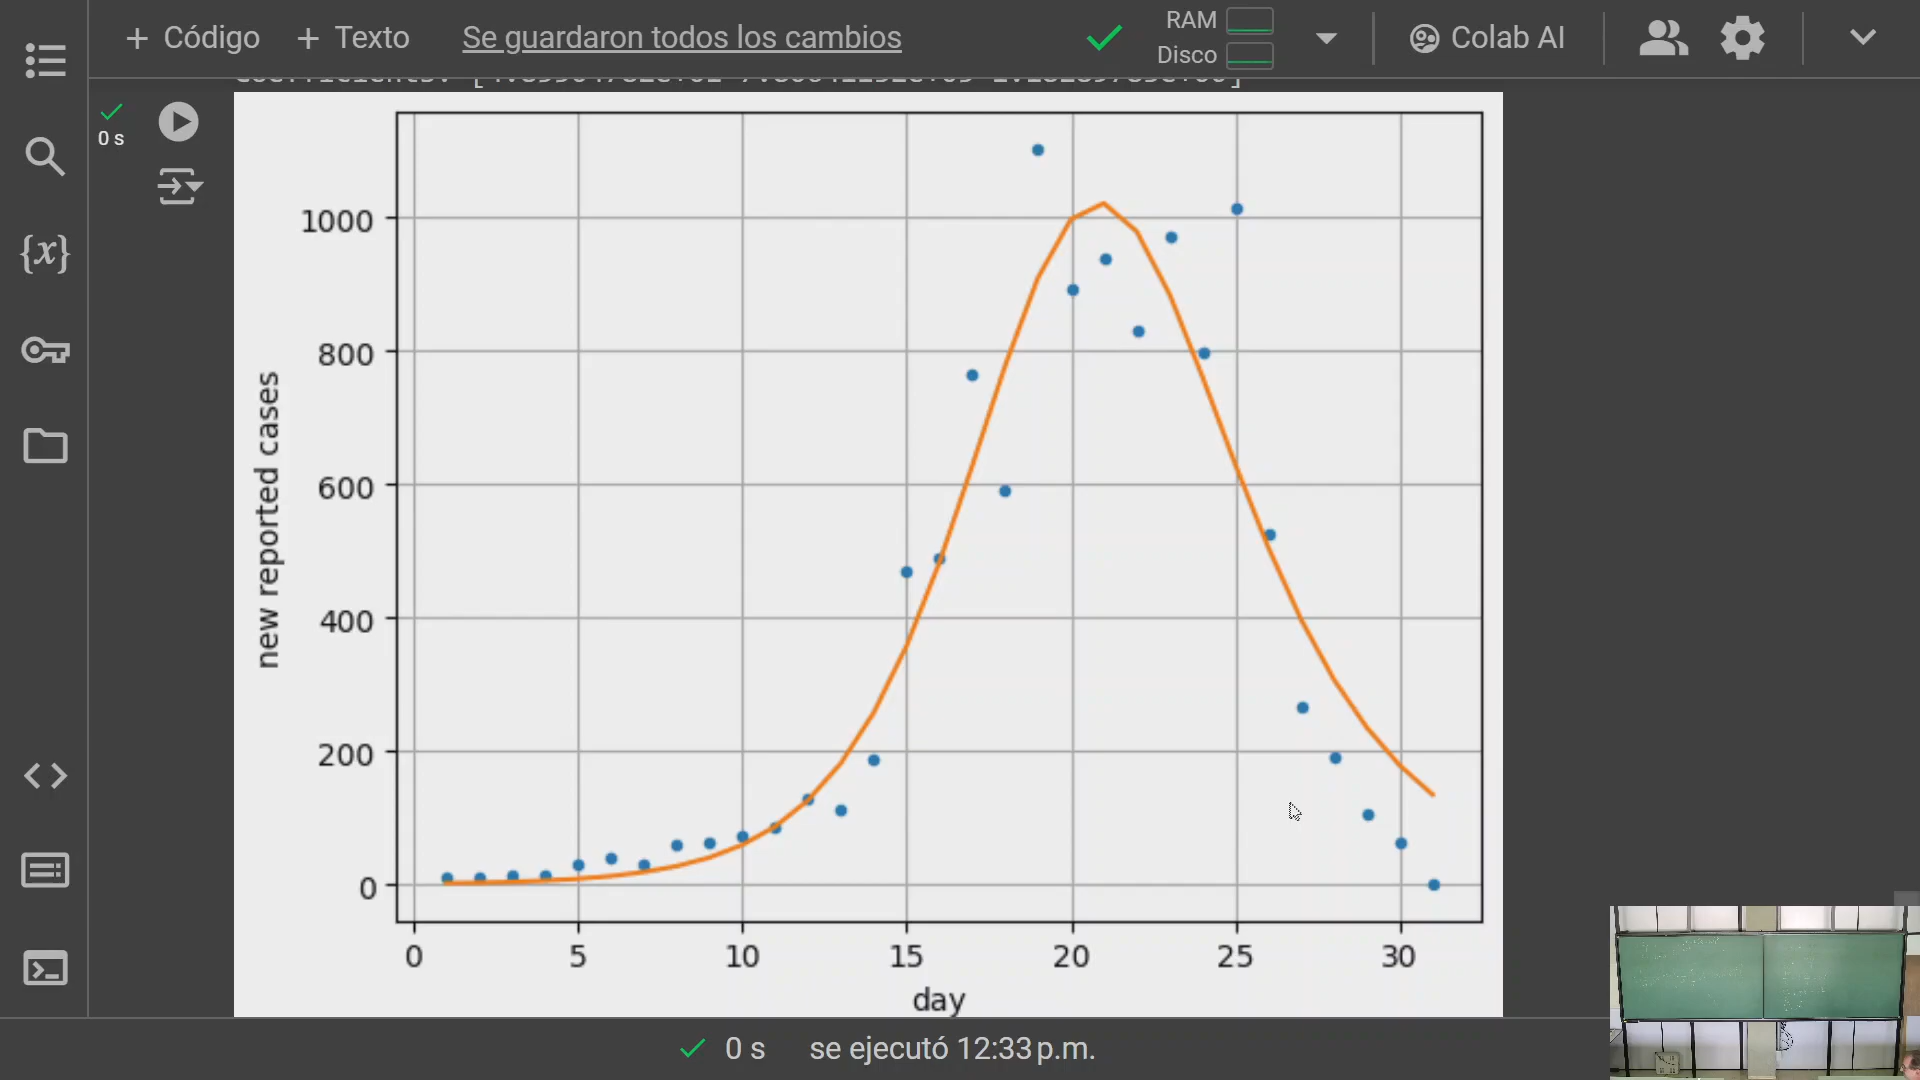 + Código + Texto Se guardaron todos los cambios RAM Disco Colab AI
0 s
{x}
new reported cases
1000
800
600
400
200
0
0 5 10 15 20 25 30
day
0 s se ejecutó 12:33 p.m.